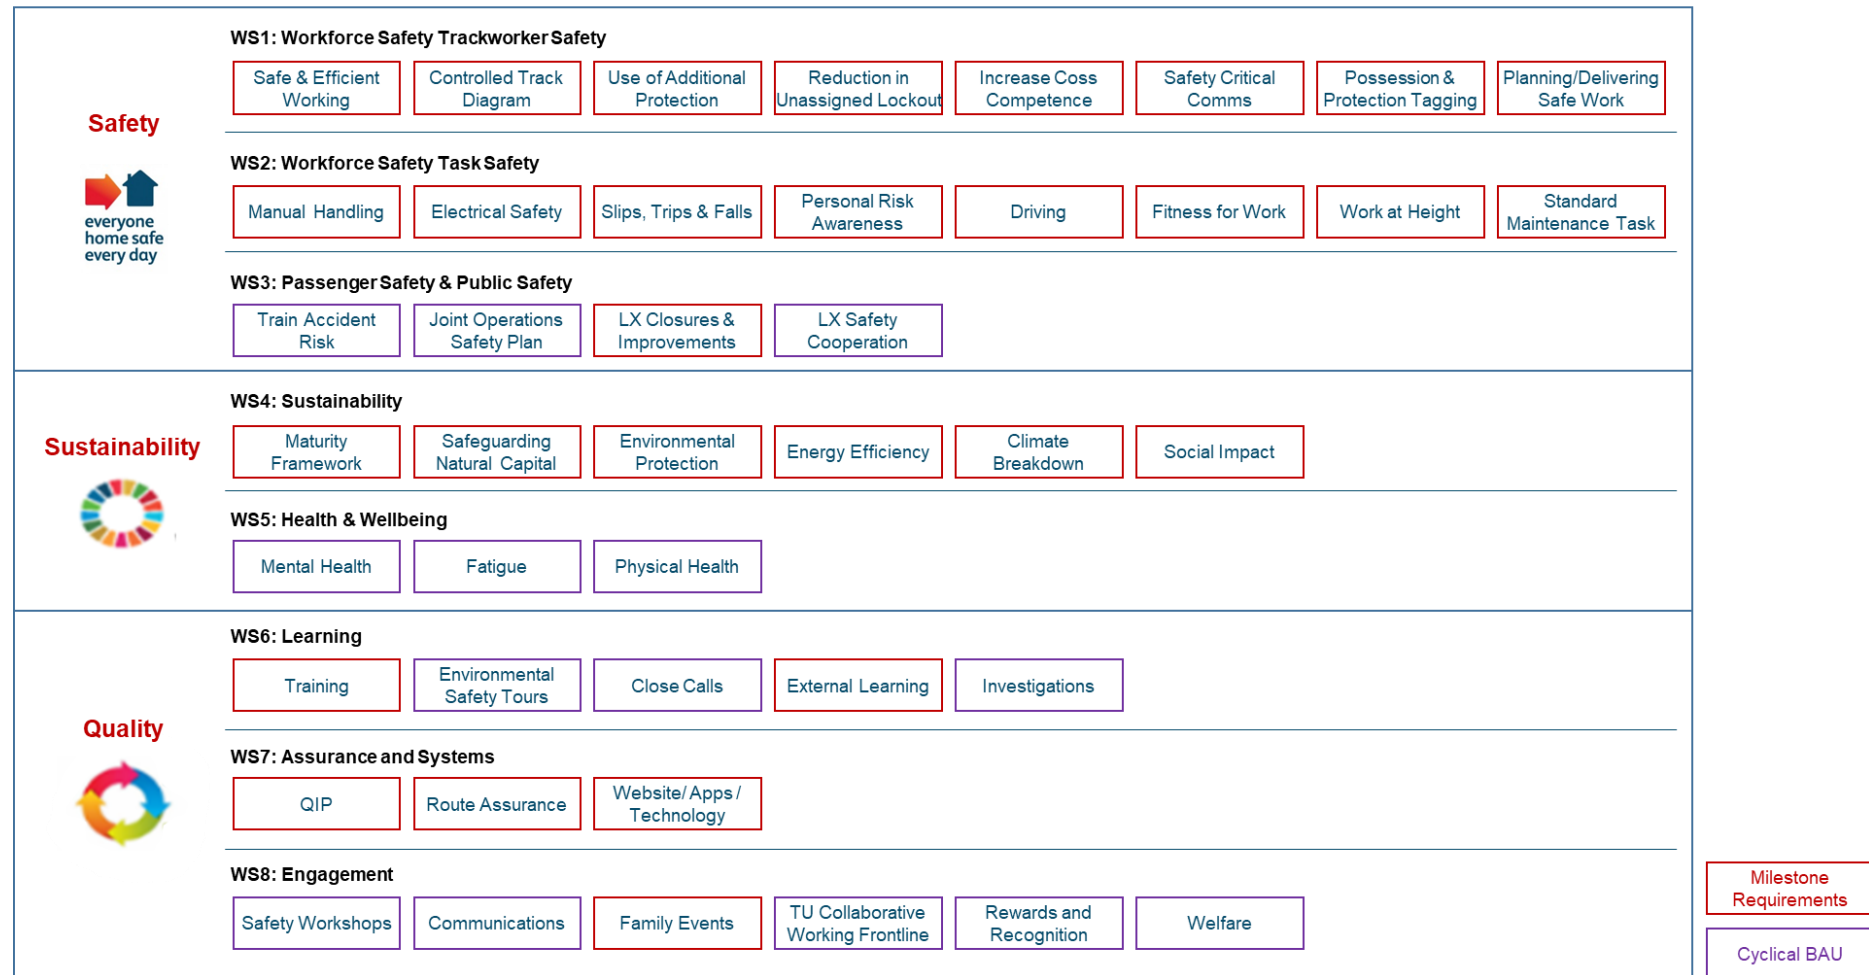 WS1: Workforce Safety Trackworker Safety
Safe & Efficient
Working
Controlled Track
Diagram
Use of Additional
Protection
Reduction in
Unassigned Lockout
Increase Coss
Competence
Safety Critical
Comms
Possession &
Protection Tagging
Planning/Delivering
Safe Work
Safety
everyone
home safe
every day
WS2: Workforce Safety Task Safety
Manual Handling
Electrical Safety
Slips, Trips & Falls
Personal Risk
Awareness
Driving
Fitness for Work
Work at Height
Standard
Maintenance Task
WS3: Passenger Safety & Public Safety
Train Accident
Risk
Joint Operations
Safety Plan
LX Closures &
Improvements
LX Safety
Cooperation
Sustainability
WS4: Sustainability
Maturity
Framework
Safeguarding
Natural Capital
Environmental
Protection
Energy Efficiency
Climate
Breakdown
Social Impact
WS5: Health & Wellbeing
Mental Health
Fatigue
Physical Health
Quality
WS6: Learning
Training
Environmental
Safety Tours
Close Calls
External Learning
Investigations
WS7: Assurance and Systems
QIP
Route Assurance
Website/ Apps /
Technology
WS8: Engagement
Safety Workshops
Communications
Family Events
TU Collaborative
Working Frontline
Rewards and
Recognition
Welfare
Milestone
Requirements
Cyclical BAU